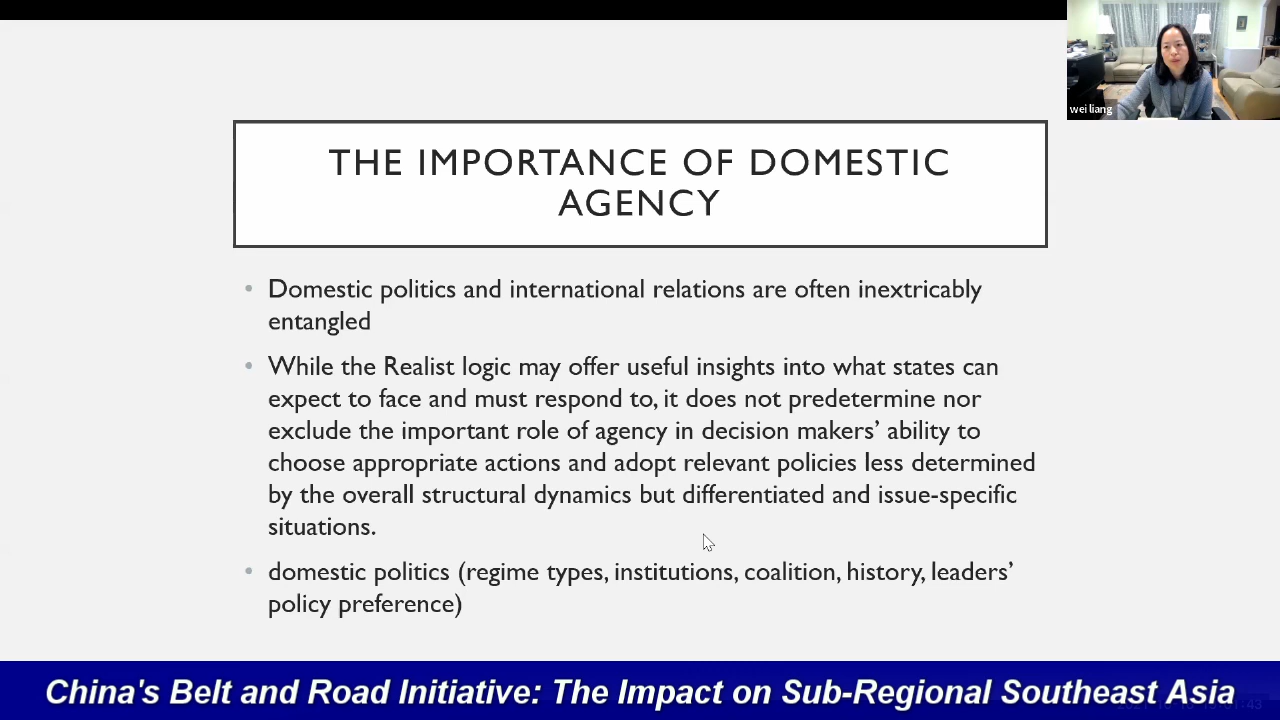 wei liang
THE IMPORTANCE OF DOMESTIC
AGENCY
• Domestic politics and international relations are often inextricably
entangled
• While the Realist logic may offer useful insights into what states can
expect to face and must respond to, it does not predetermine nor
exclude the important role of agency in decision makers’ ability to
choose appropriate actions and adopt relevant policies less determined
by the overall structural dynamics but differentiated and issue-specific
situations.
• domestic politics (regime types, institutions, coalition, history, leaders’
policy preference)
China's Belt and Road Initiative: The Impact on Sub-Regional Southeast Asia